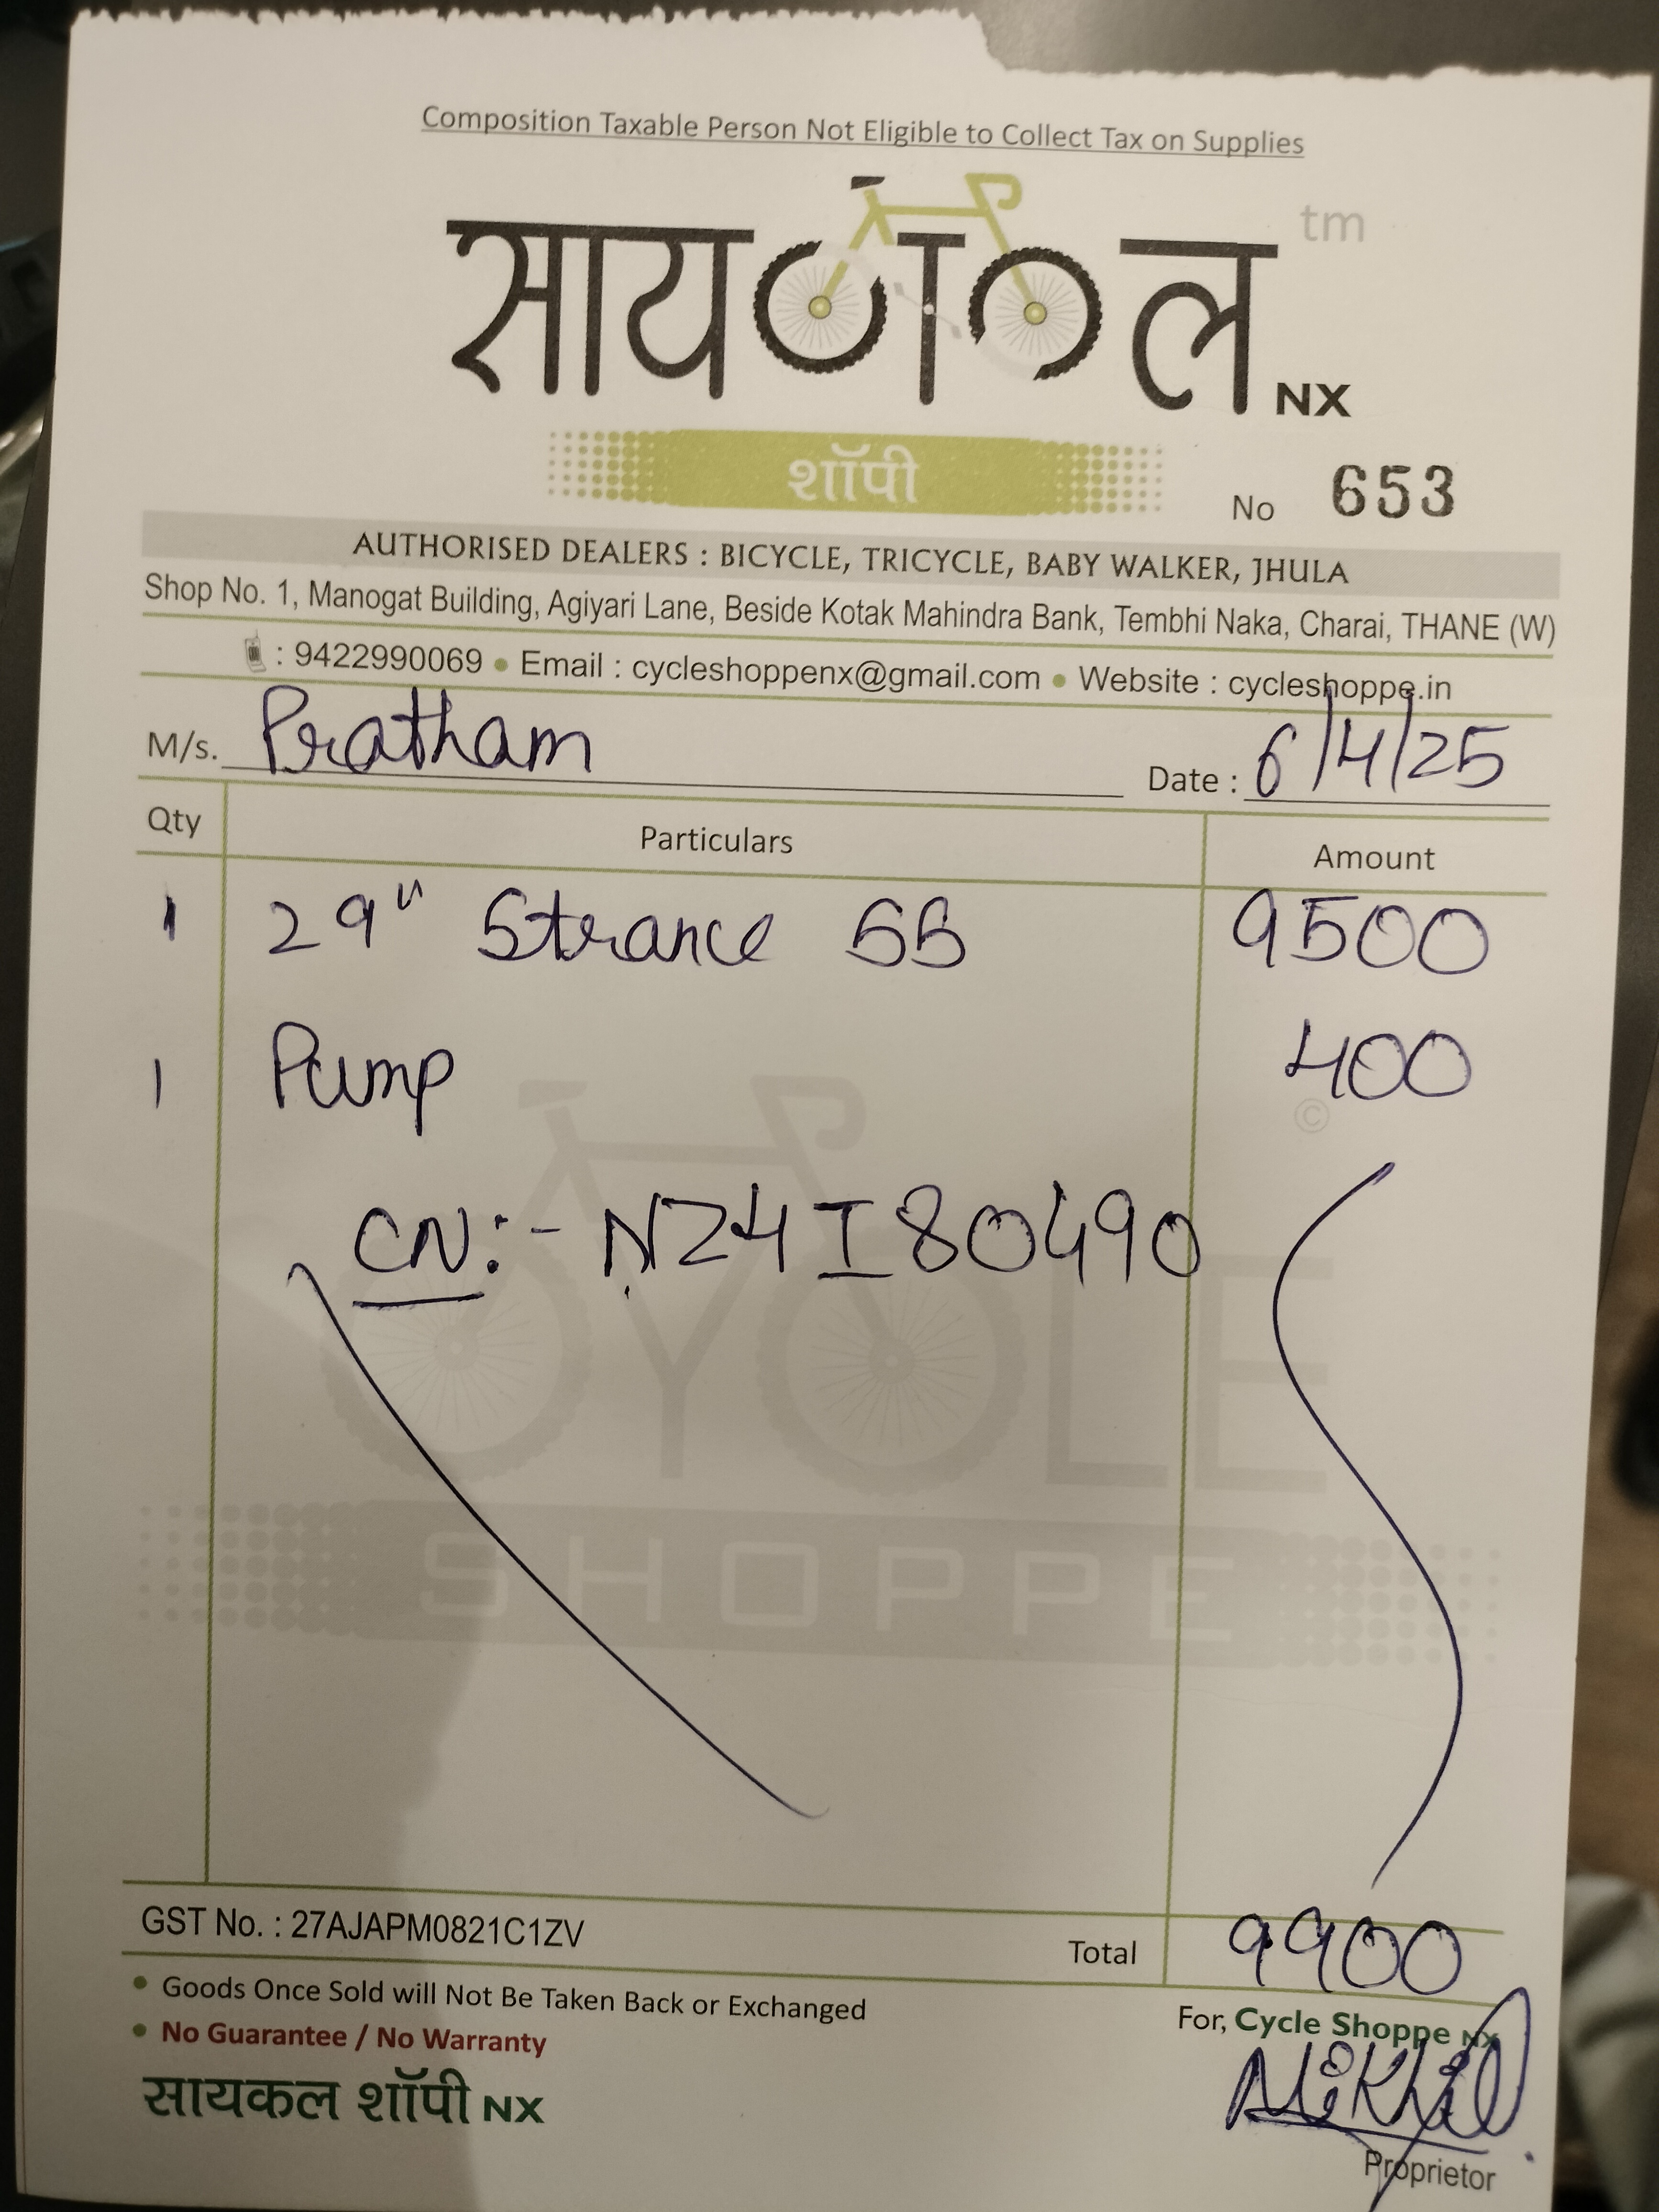 Composition Taxable Person Not Eligible to Collect Tax on Supplies
सायकल NX tm
शॉपी
No 653
AUTHORISED DEALERS : BICYCLE, TRICYCLE, BABY WALKER, JHULA
Shop No. 1, Manogat Building, Agiyari Lane, Beside Kotak Mahindra Bank, Tembhi Naka, Charai, THANE (W)
: 9422990069 • Email : cycleshoppenx@gmail.com • Website : cycleshoppe.in
M/s. Pratham Date : 6/4/25
Qty Particulars Amount
1 29" Strance SS 9500
1 Pump 400
©
CN:- NZ4I80490
CYCLE
SHOPPE
GST No. : 27AJAPM0821C1ZV Total 9900
• Goods Once Sold will Not Be Taken Back or Exchanged
• No Guarantee / No Warranty
For, Cycle Shoppe NX
सायकल शॉपी NX
Nikhil
Proprietor